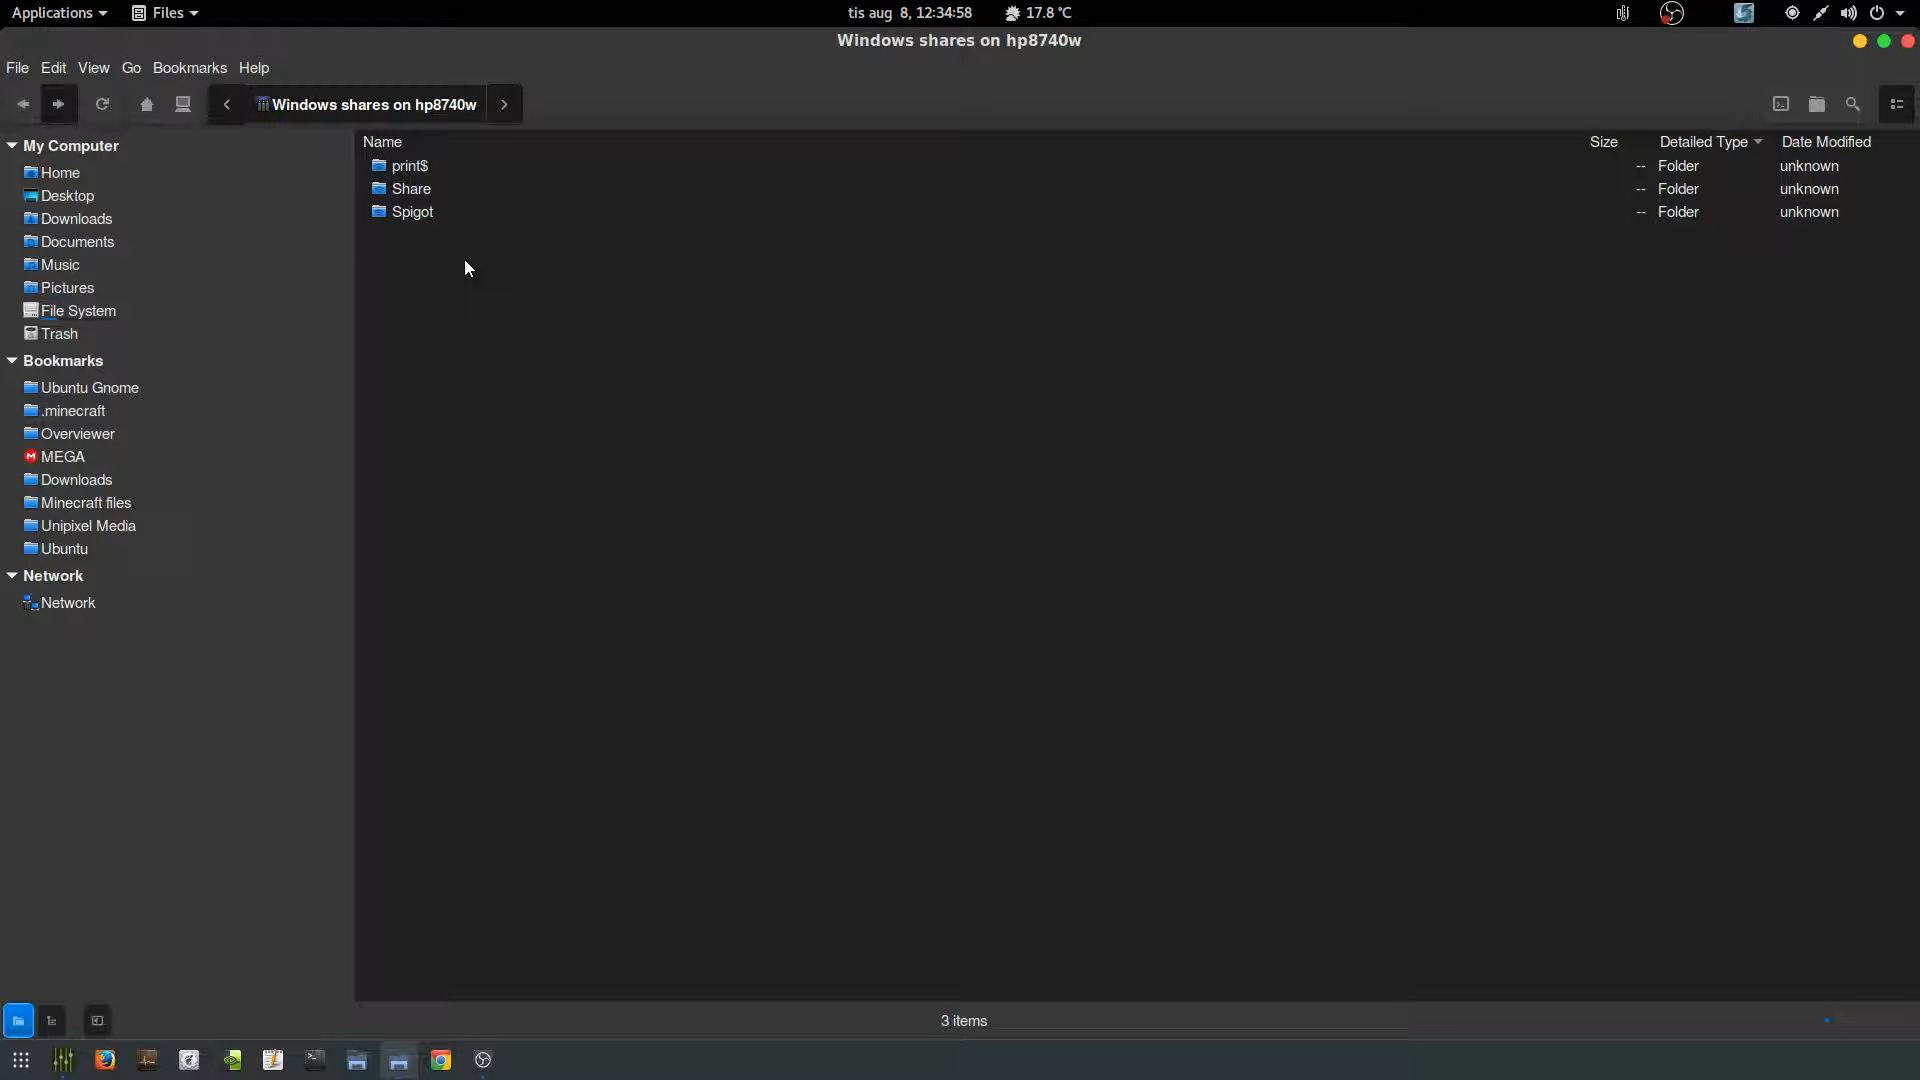 Applications Files tis aug 8, 12:34:58 17.8 °C
Windows shares on hp8740w
File Edit View Go Bookmarks Help
Windows shares on hp8740w
My Computer
Home
Desktop
Downloads
Documents
Music
Pictures
File System
Trash
Bookmarks
Ubuntu Gnome
.minecraft
Overviewer
MEGA
Downloads
Minecraft files
Unipixel Media
Ubuntu
Network
Network
Name Size Detailed Type Date Modified
print$ -- Folder unknown
Share -- Folder unknown
Spigot -- Folder unknown
3 items